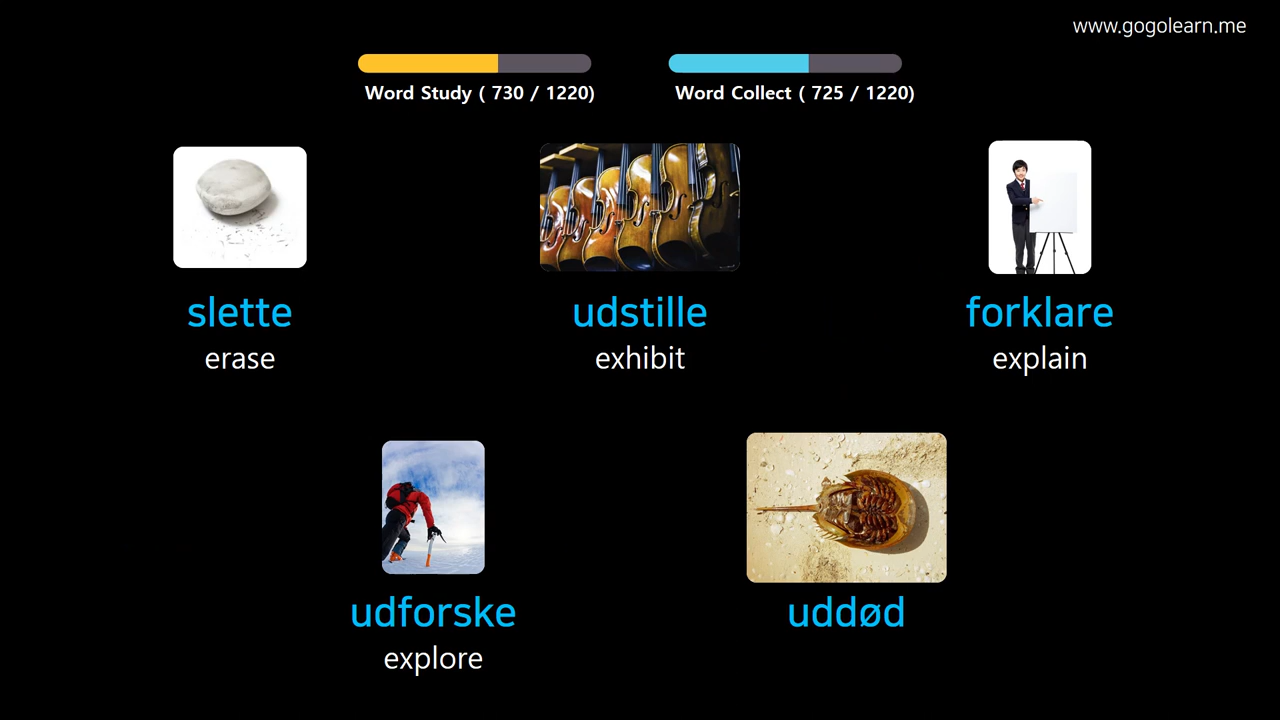 www.gogolearn.me
Word Study ( 730 / 1220)
Word Collect ( 725 / 1220)
slette
erase
udstille
exhibit
forklare
explain
udforske
explore
uddød